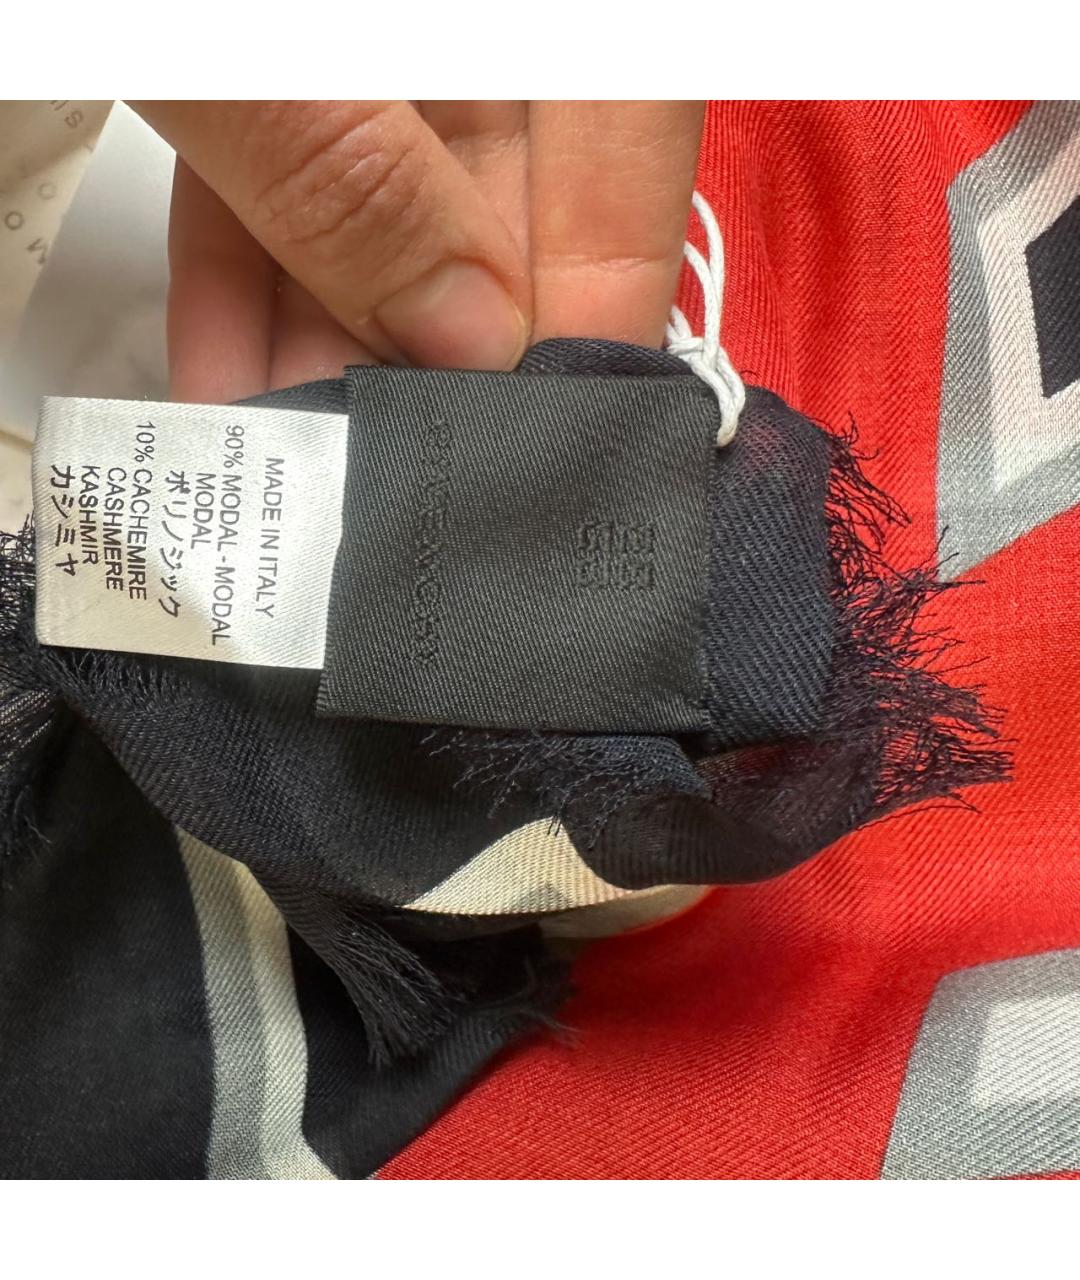 MADE IN ITALY
90% MODAL-MODAL
MODAL
ポリノジック
10% CACHEMIRE
CASHMERE
KASHMIR
カシミヤ
GIVENCHY